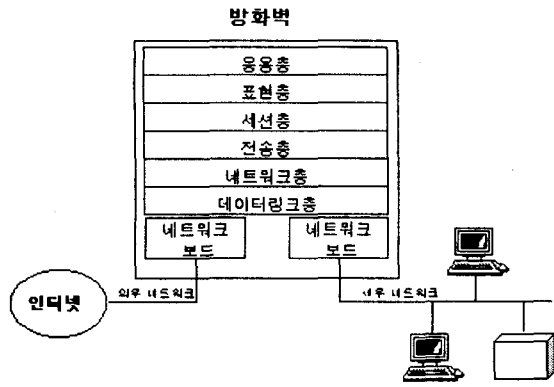 방화벽
응용층
표현층
세션층
전송층
네트워크층
데이터링크층
네트워크
보드
네트워크
보드
인터넷
외부 네트워크
내부 네트워크